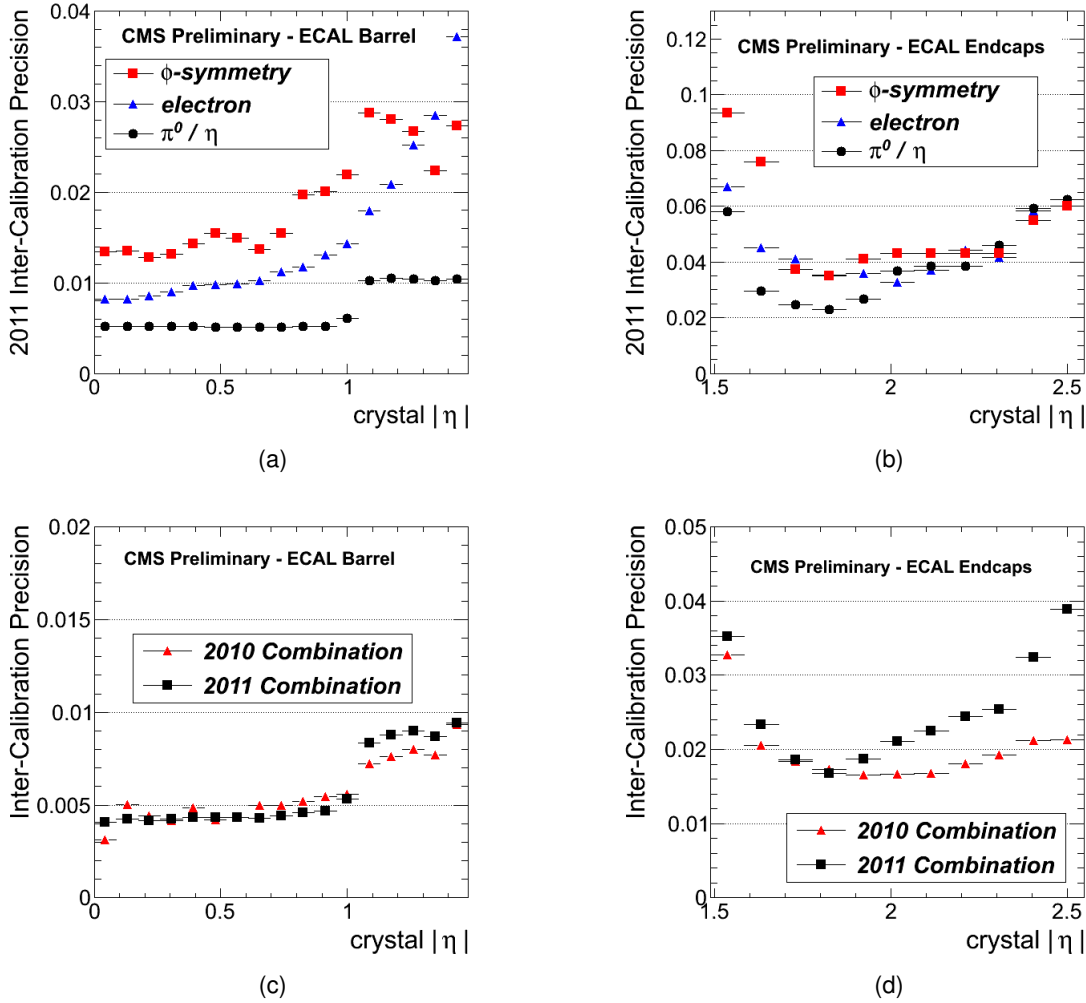 2011 Inter-Calibration Precision
0.04
0.03
0.02
0.01
0
CMS Preliminary - ECAL Barrel
ϕ-symmetry
electron
π⁰ / η
0 0.5 1
crystal | η |
(a)
2011 Inter-Calibration Precision
0.12
0.1
0.08
0.06
0.04
0.02
0
CMS Preliminary - ECAL Endcaps
ϕ-symmetry
electron
π⁰ / η
1.5 2 2.5
crystal | η |
(b)
Inter-Calibration Precision
0.02
0.015
0.01
0.005
0
CMS Preliminary - ECAL Barrel
2010 Combination
2011 Combination
0 0.5 1
crystal | η |
(c)
Inter-Calibration Precision
0.05
0.04
0.03
0.02
0.01
0
CMS Preliminary - ECAL Endcaps
2010 Combination
2011 Combination
1.5 2 2.5
crystal | η |
(d)